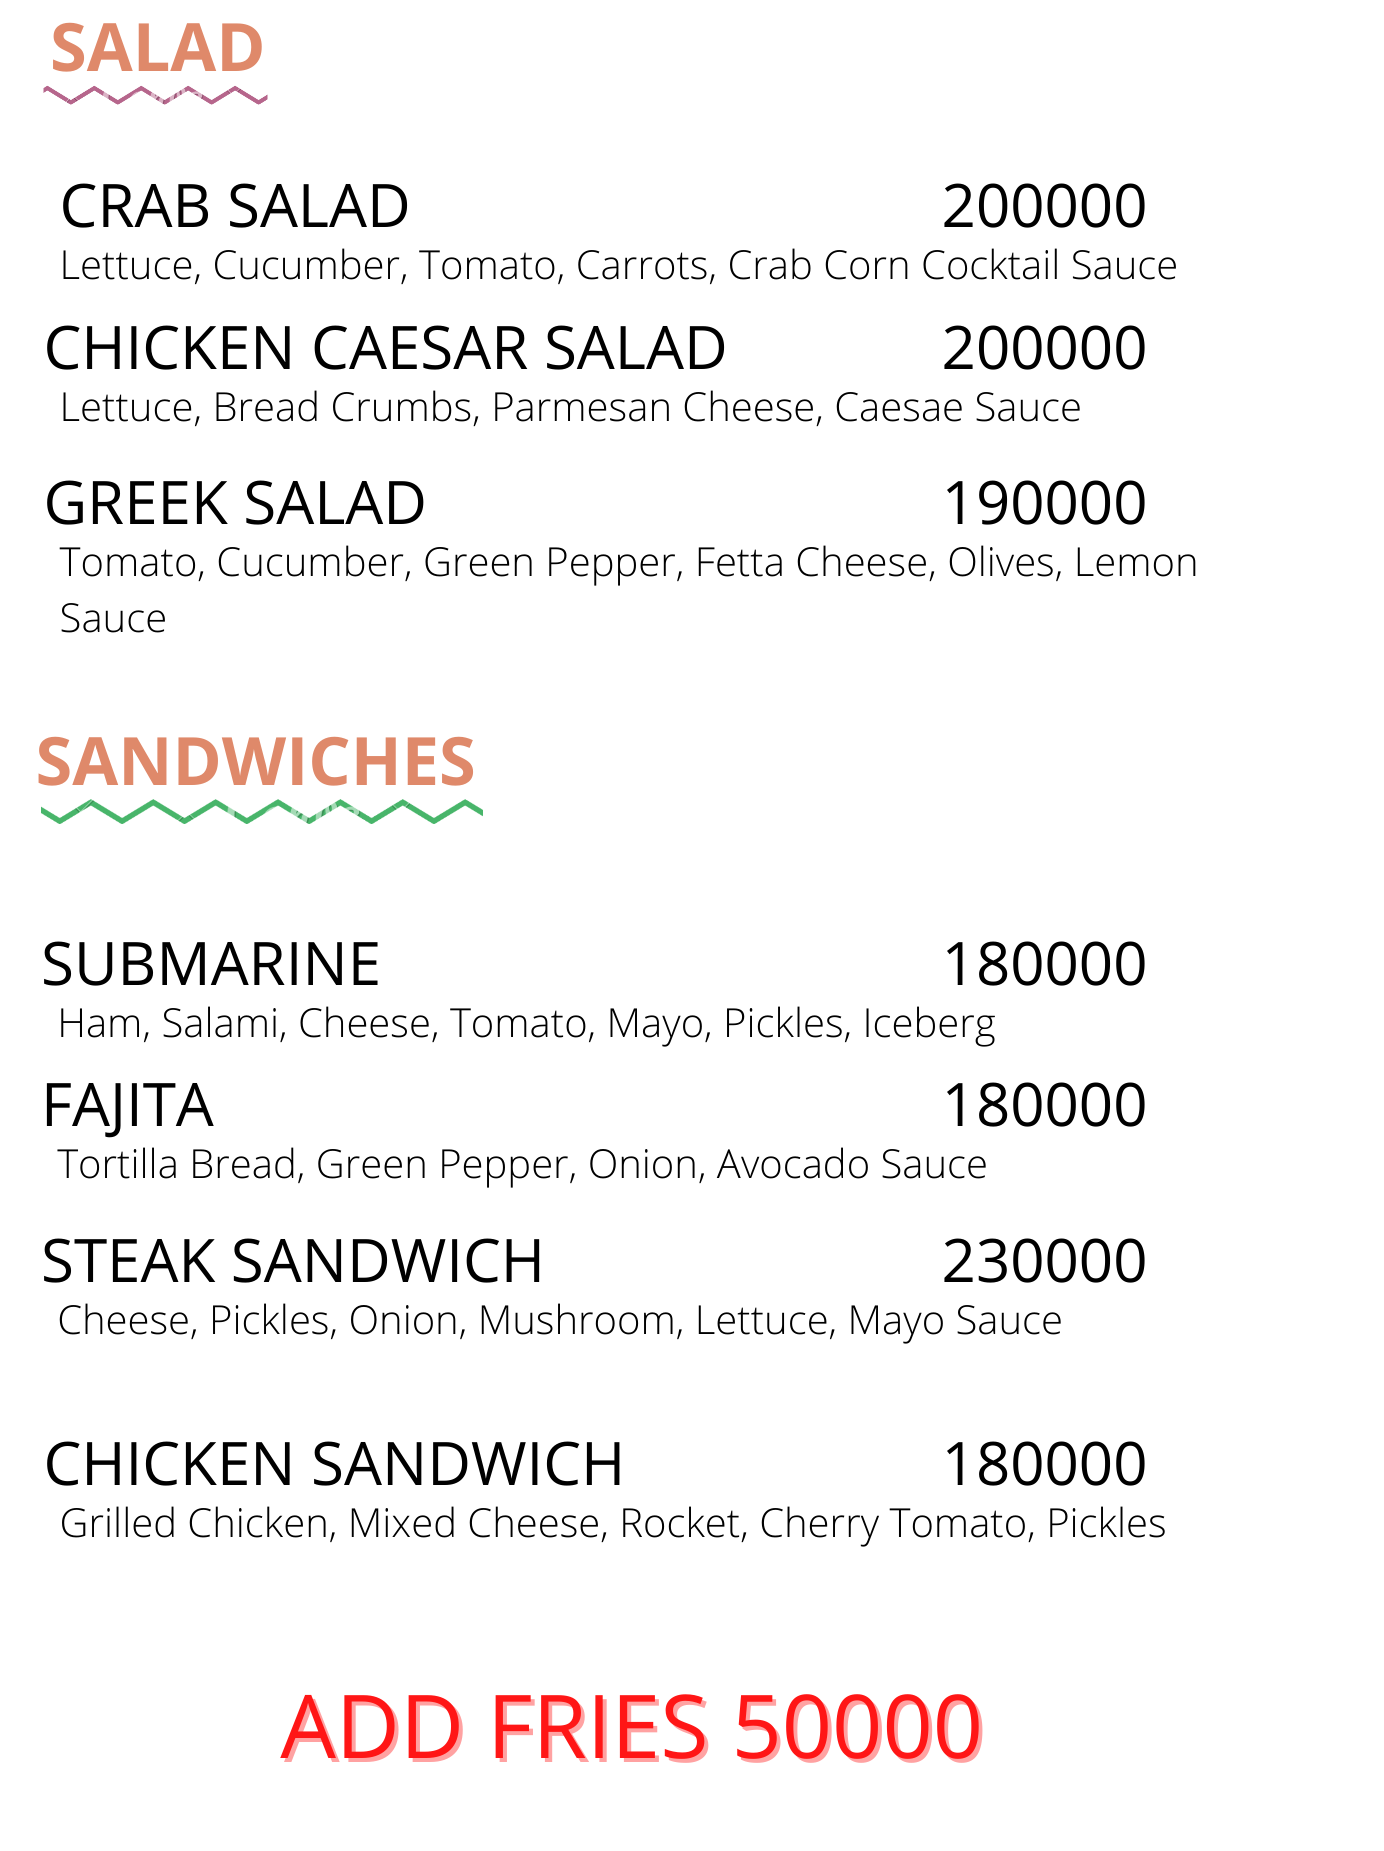 SALAD
CRAB SALAD 200000
Lettuce, Cucumber, Tomato, Carrots, Crab Corn Cocktail Sauce
CHICKEN CAESAR SALAD 200000
Lettuce, Bread Crumbs, Parmesan Cheese, Caesae Sauce
GREEK SALAD 190000
Tomato, Cucumber, Green Pepper, Fetta Cheese, Olives, Lemon
Sauce
SANDWICHES
SUBMARINE 180000
Ham, Salami, Cheese, Tomato, Mayo, Pickles, Iceberg
FAJITA 180000
Tortilla Bread, Green Pepper, Onion, Avocado Sauce
STEAK SANDWICH 230000
Cheese, Pickles, Onion, Mushroom, Lettuce, Mayo Sauce
CHICKEN SANDWICH 180000
Grilled Chicken, Mixed Cheese, Rocket, Cherry Tomato, Pickles
ADD FRIES 50000